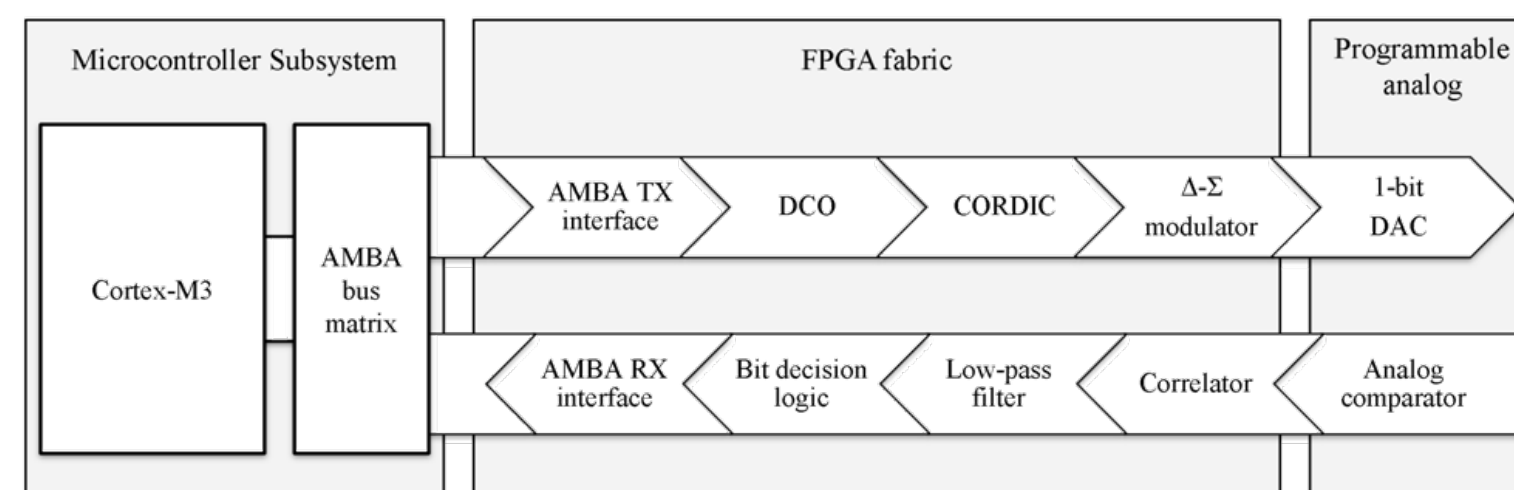 Microcontroller Subsystem
FPGA fabric
Programmable
analog
Cortex-M3
AMBA
bus
matrix
AMBA TX
interface
DCO
CORDIC
Δ-Σ
modulator
1-bit
DAC
AMBA RX
interface
Bit decision
logic
Low-pass
filter
Correlator
Analog
comparator